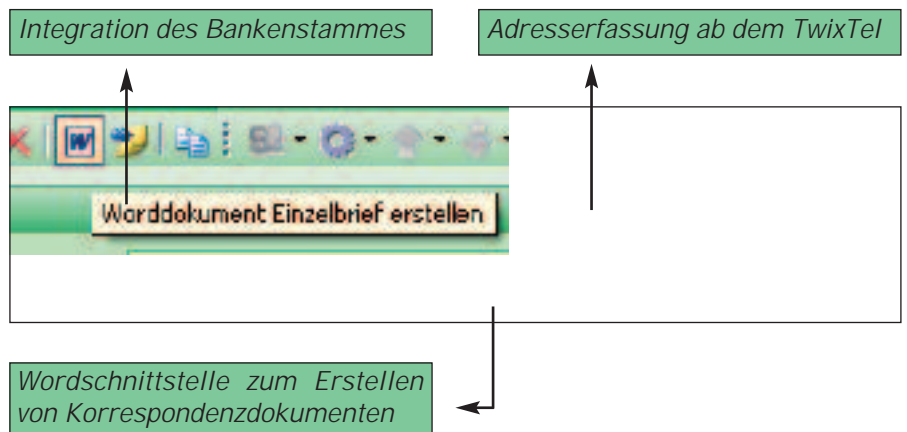 Integration des Bankenstammes
Adresserfassung ab dem TwixTel
Worddokument Einzelbrief erstellen
Wordschnittstelle zum Erstellen
von Korrespondenzdokumenten